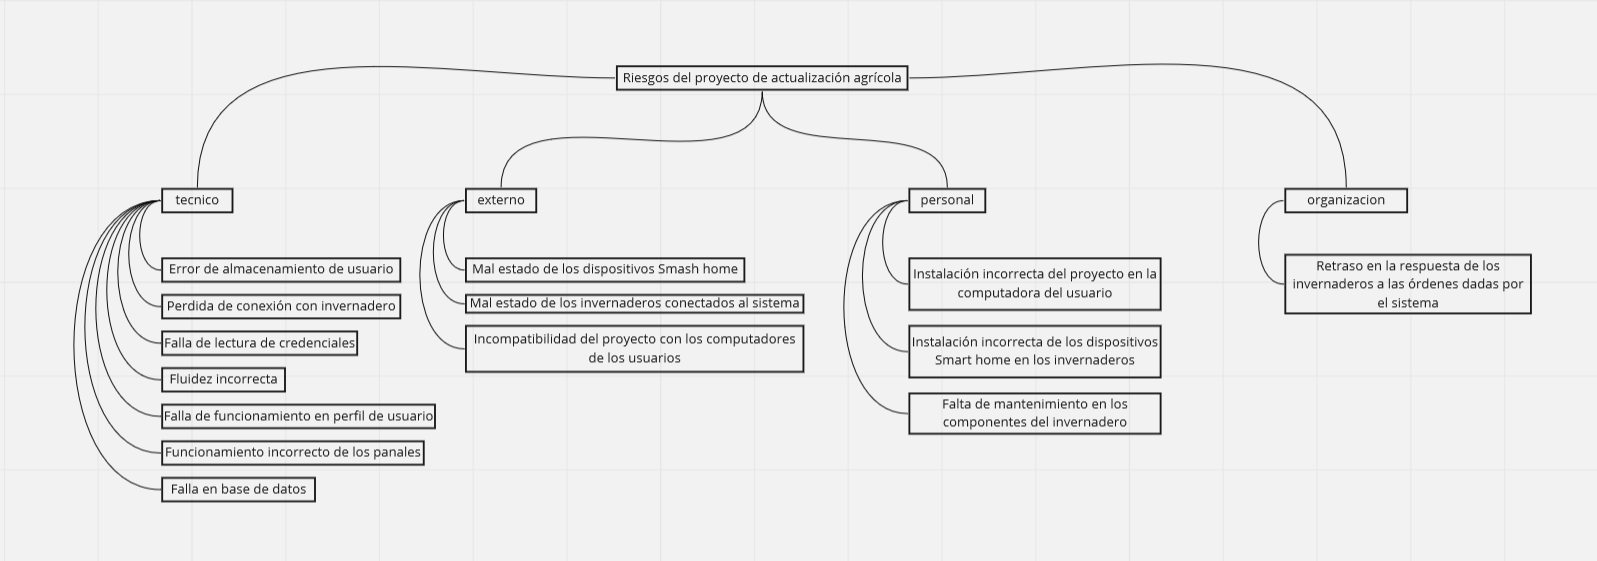 Riesgos del proyecto de actualización agrícola
tecnico
Error de almacenamiento de usuario
Perdida de conexión con invernadero
Falla de lectura de credenciales
Fluidez incorrecta
Falla de funcionamiento en perfil de usuario
Funcionamiento incorrecto de los panales
Falla en base de datos
externo
Mal estado de los dispositivos Smash home
Mal estado de los invernaderos conectados al sistema
Incompatibilidad del proyecto con los computadores
de los usuarios
personal
Instalación incorrecta del proyecto en la
computadora del usuario
Instalación incorrecta de los dispositivos
Smart home en los invernaderos
Falta de mantenimiento en los
componentes del invernadero
organizacion
Retraso en la respuesta de los
invernaderos a las órdenes dadas por
el sistema